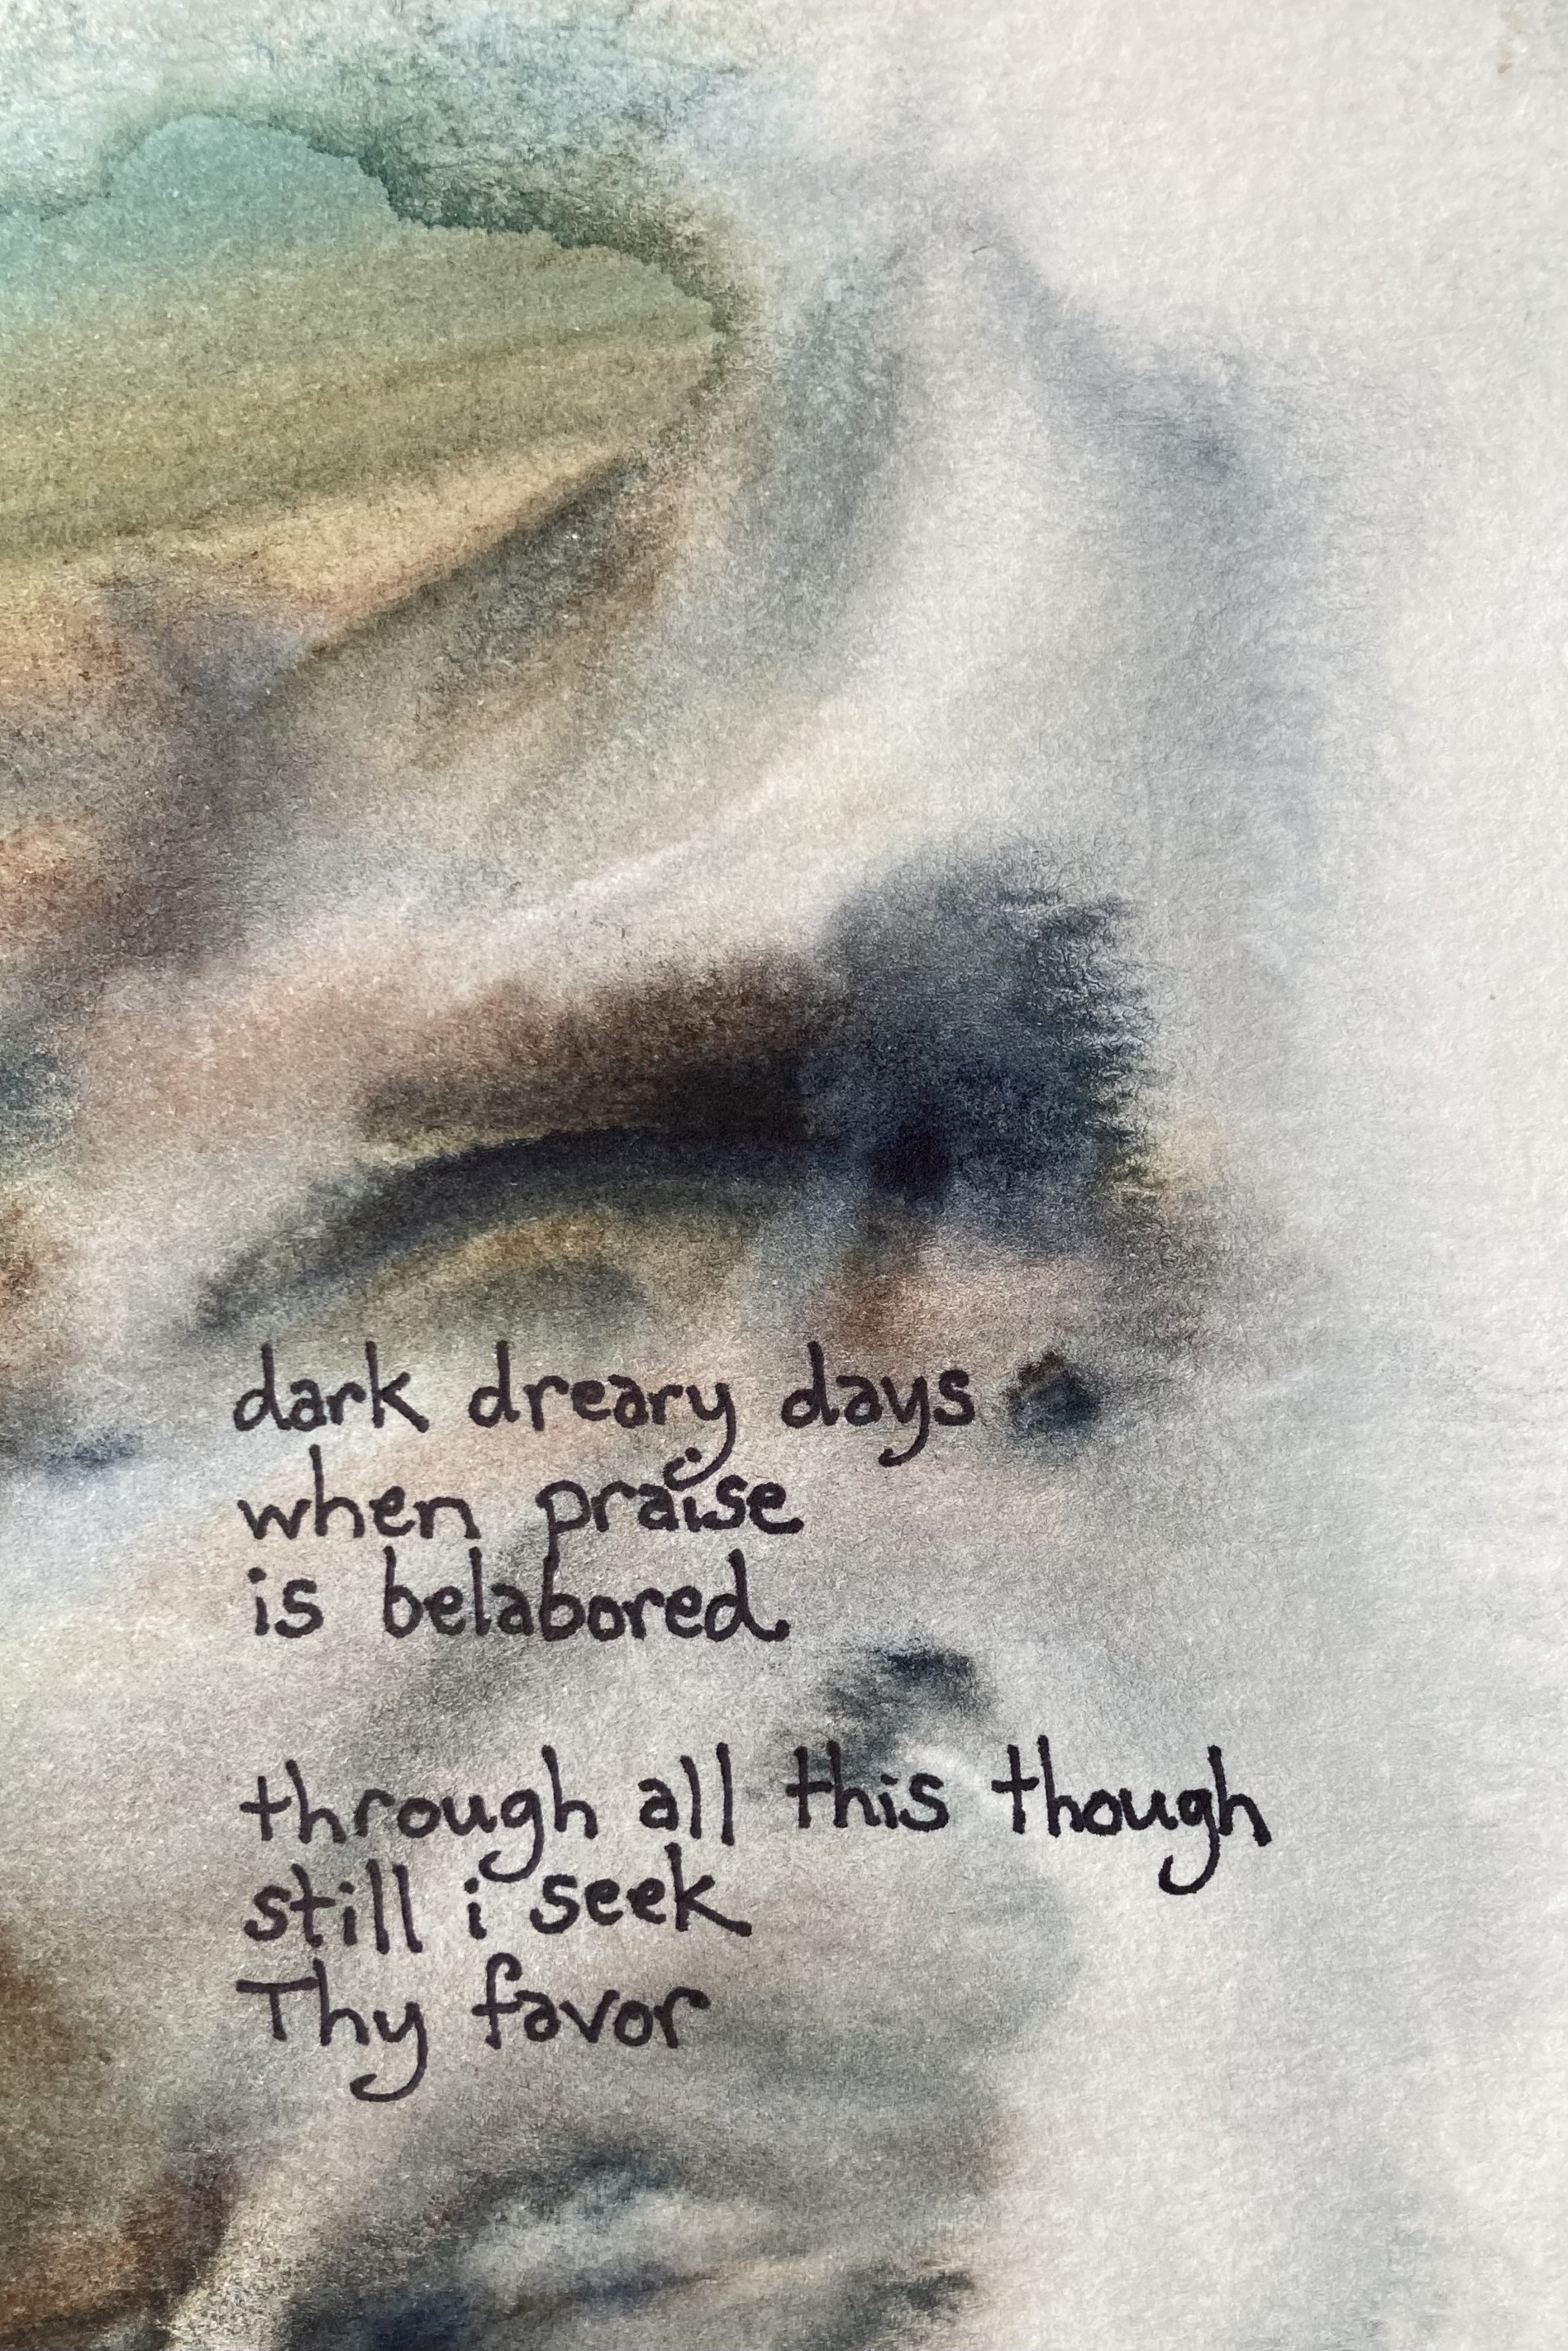 dark dreary days
when praise
is belabored
through all this though
still i seek
Thy favor